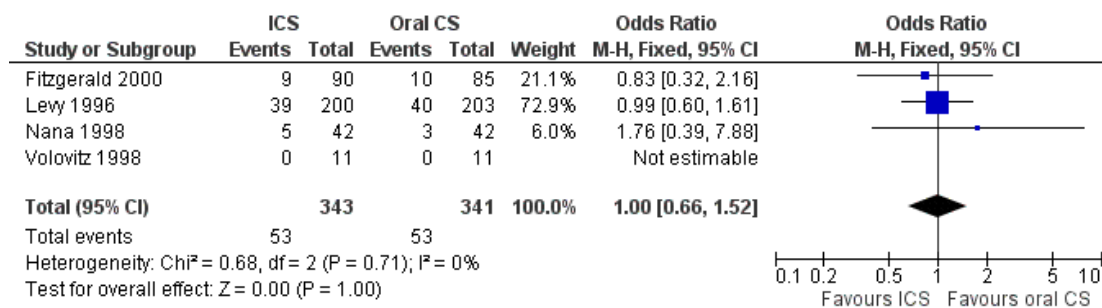 ICS Oral CS Odds Ratio Odds Ratio
Study or Subgroup Events Total Events Total Weight M-H, Fixed, 95% CI M-H, Fixed, 95% CI
Fitzgerald 2000 9 90 10 85 21.1% 0.83 [0.32, 2.16]
Levy 1996 39 200 40 203 72.9% 0.99 [0.60, 1.61]
Nana 1998 5 42 3 42 6.0% 1.76 [0.39, 7.88]
Volovitz 1998 0 11 0 11 Not estimable
Total (95% CI) 343 341 100.0% 1.00 [0.66, 1.52]
Total events 53 53
Heterogeneity: Chi² = 0.68, df = 2 (P = 0.71); I² = 0%
Test for overall effect: Z = 0.00 (P = 1.00)
0.1 0.2 0.5 1 2 5 10
Favours ICS Favours oral CS